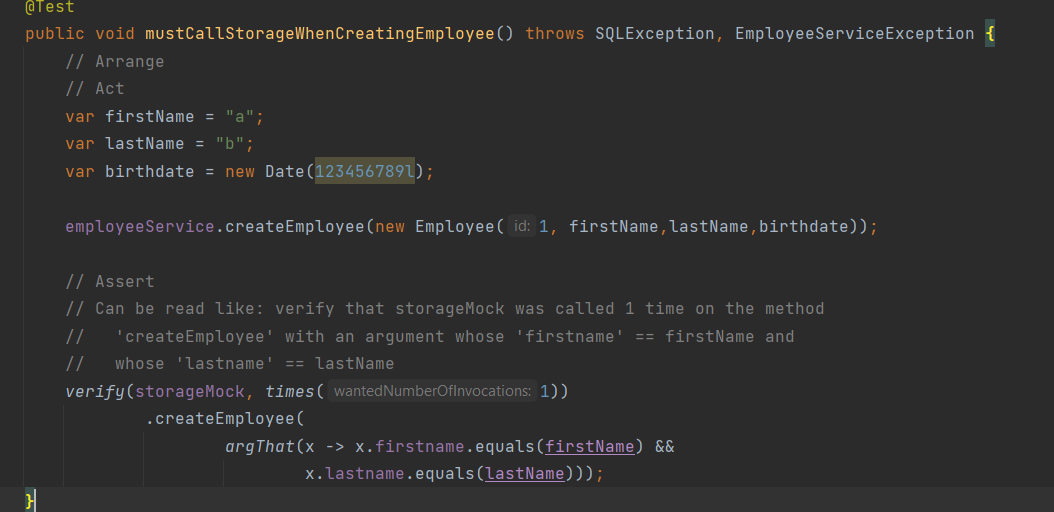 @Test
public void mustCallStorageWhenCreatingEmployee() throws SQLException, EmployeeServiceException {
// Arrange
// Act
var firstName = "a";
var lastName = "b";
var birthdate = new Date(123456789l);
employeeService.createEmployee(new Employee( id: 1, firstName,lastName,birthdate));
// Assert
// Can be read like: verify that storageMock was called 1 time on the method
//   'createEmployee' with an argument whose 'firstname' == firstName and
//   whose 'lastname' == lastName
verify(storageMock, times( wantedNumberOfInvocations: 1))
.createEmployee(
argThat(x -> x.firstname.equals(firstName) &&
x.lastname.equals(lastName)));
}